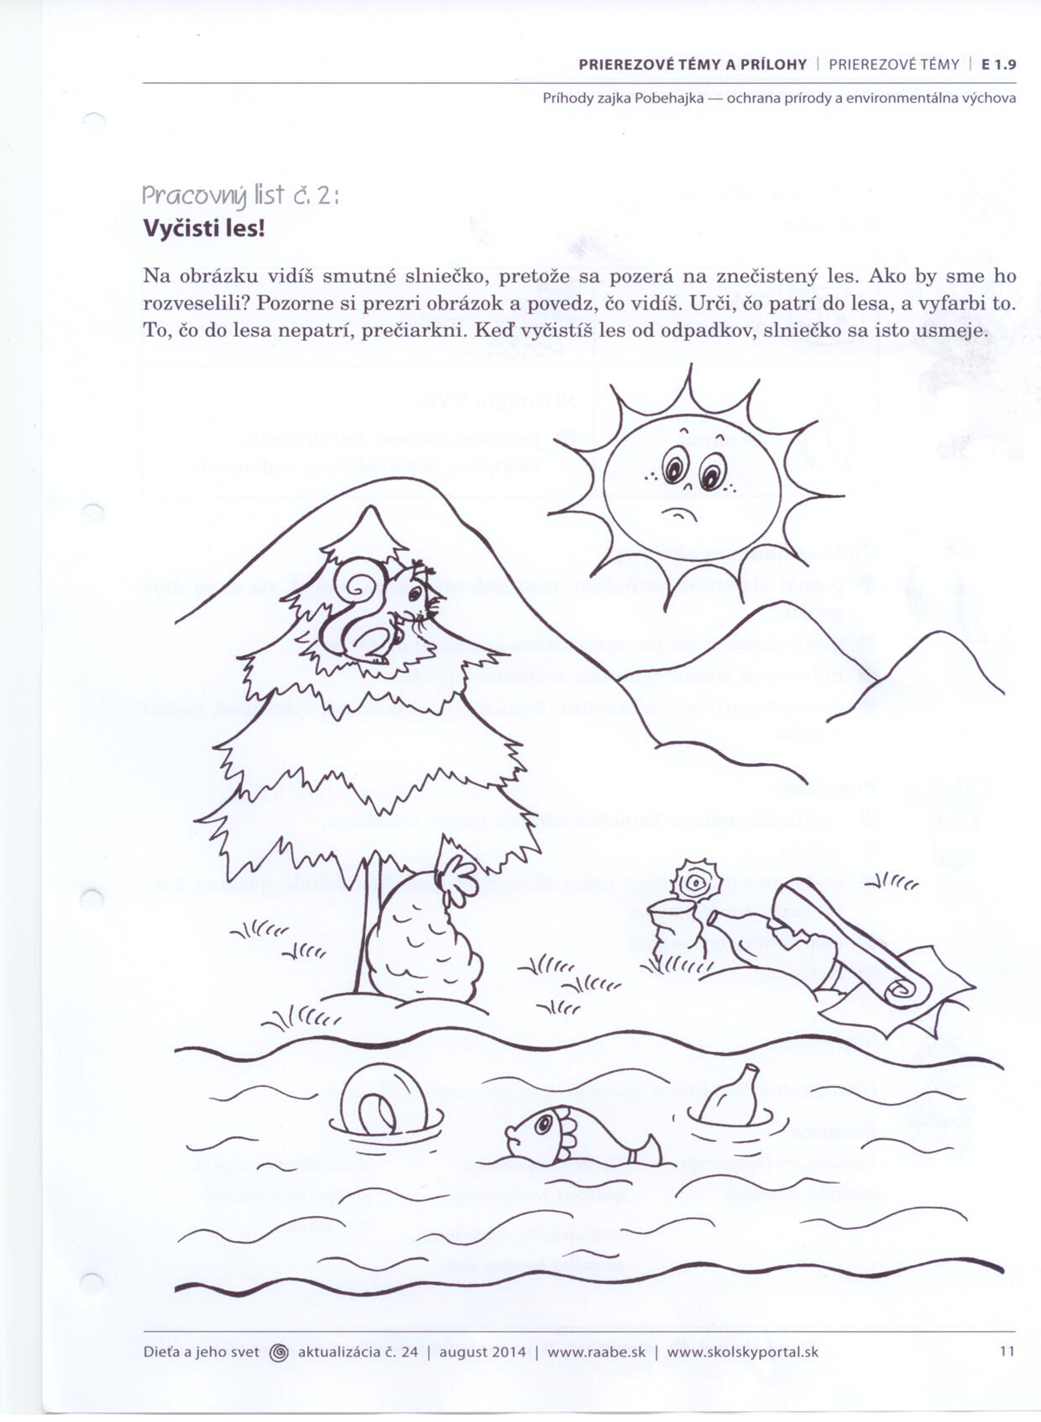 PRIEREZOVÉ TÉMY A PRÍLOHY | PRIEREZOVÉ TÉMY | E 1.9
Príhody zajka Pobehajka — ochrana prírody a environmentálna výchova
Pracovný list č. 2:
Vyčisti les!
Na obrázku vidíš smutné slniečko, pretože sa pozerá na znečistený les. Ako by sme ho
rozveselili? Pozorne si prezri obrázok a povedz, čo vidíš. Urči, čo patrí do lesa, a vyfarbi to.
To, čo do lesa nepatrí, prečiarkni. Keď vyčistíš les od odpadkov, slniečko sa isto usmeje.
Dieťa a jeho svet aktualizácia č. 24 | august 2014 | www.raabe.sk | www.skolskyportal.sk 11